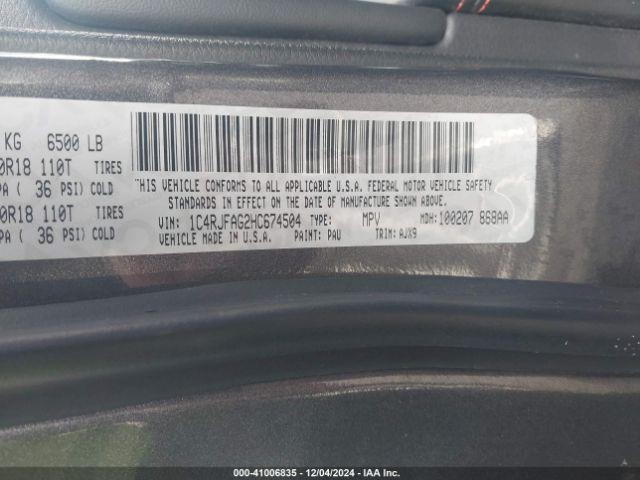 KG 6500 LB
0R18 110T TIRES
PA ( 36 PSI) COLD
0R18 110T TIRES
PA ( 36 PSI) COLD
THIS VEHICLE CONFORMS TO ALL APPLICABLE U.S.A. FEDERAL MOTOR VEHICLE SAFETY
STANDARDS IN EFFECT ON THE DATE OF MANUFACTURE SHOWN ABOVE.
VIN: 1C4RJFAG2HC674504 TYPE: MPV MDH: 100207 868AA
VEHICLE MADE IN U.S.A. PAINT: PAU TRIM: AJX9
000-41006835 - 12/04/2024 - IAA Inc.